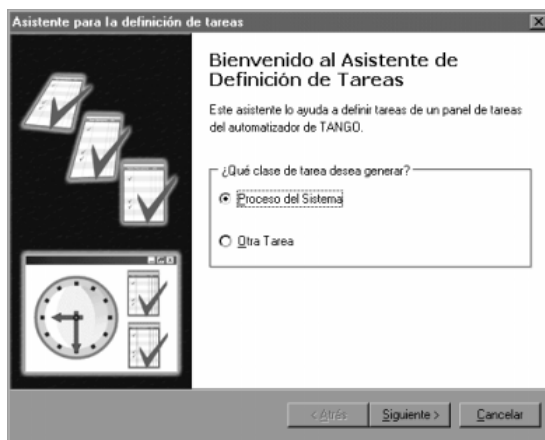 Asistente para la definición de tareas
Bienvenido al Asistente de
Definición de Tareas
Este asistente lo ayuda a definir tareas de un panel de tareas
del automatizador de TANGO.
¿Qué clase de tarea desea generar?
Proceso del Sistema
Otra Tarea
< Atrás
Siguiente >
Cancelar